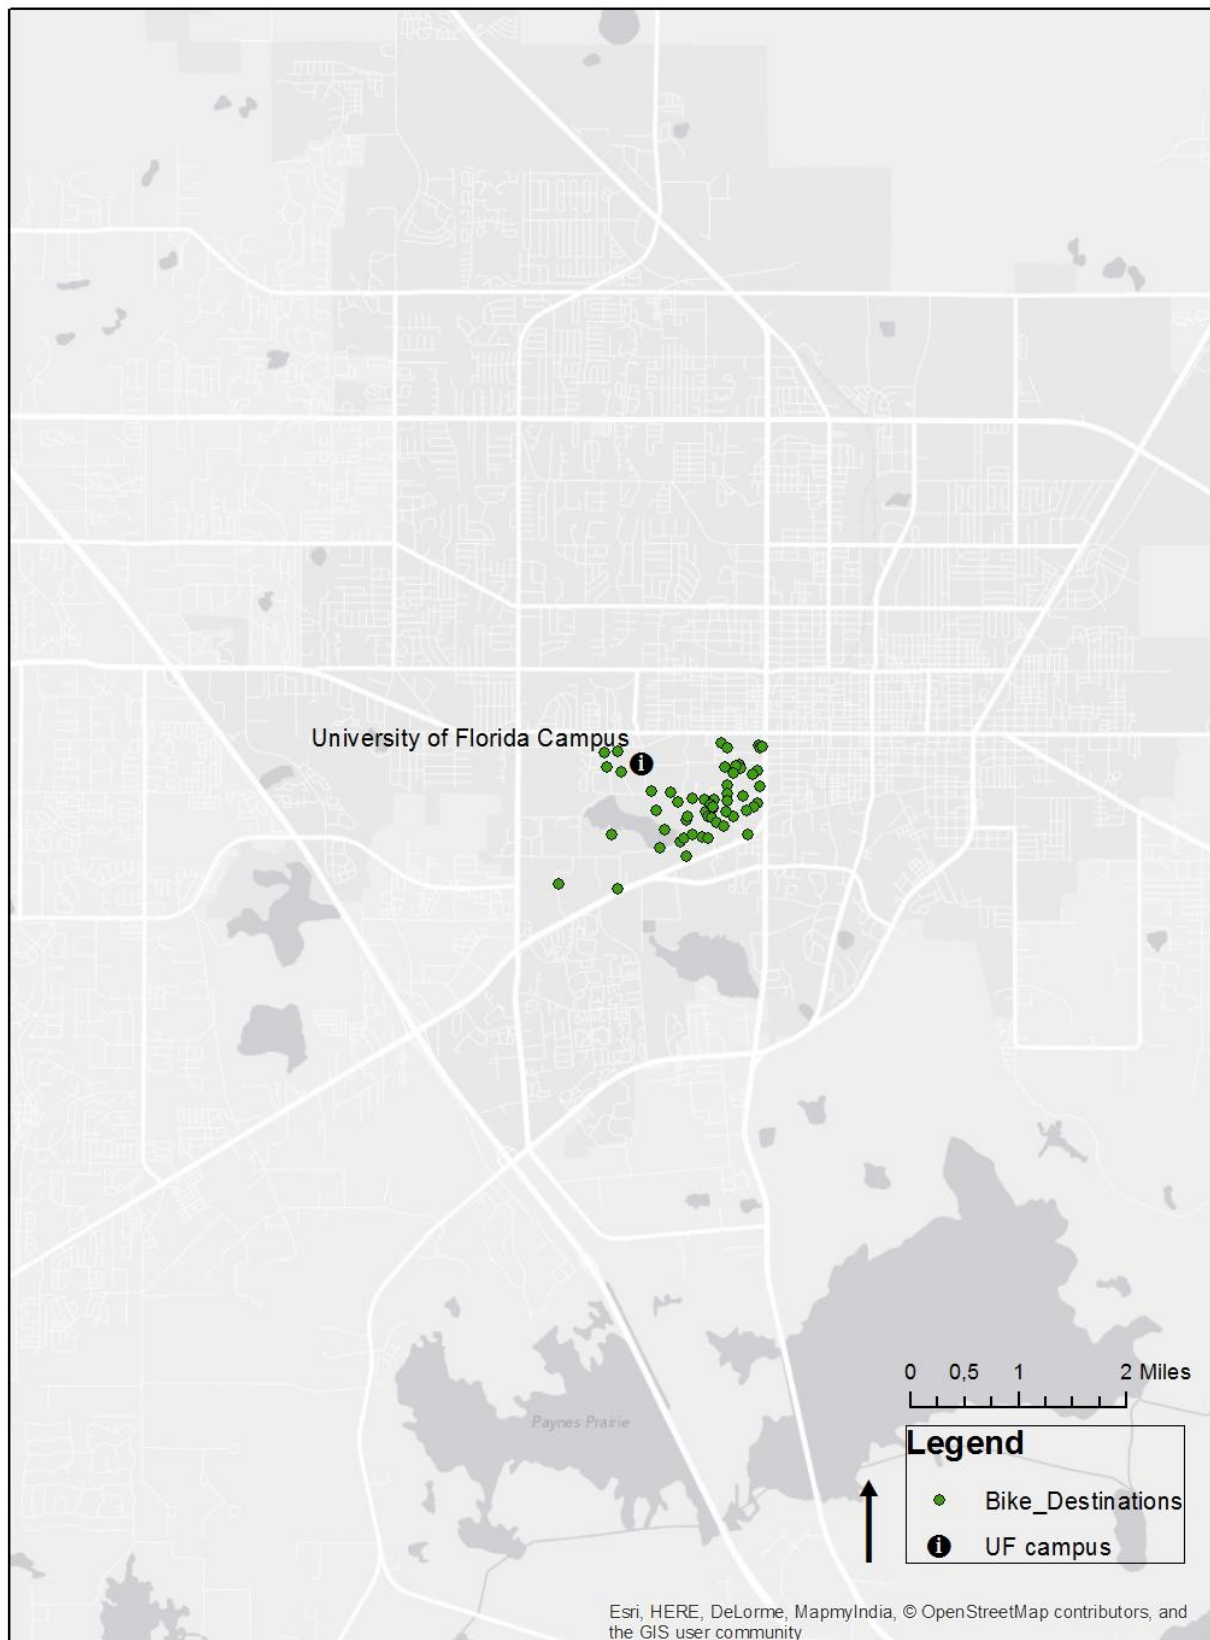 University of Florida Campus
0 0,5 1 2 Miles
Paynes Prairie
Legend
Bike_Destinations
UF campus
Esri, HERE, DeLorme, MapmyIndia, © OpenStreetMap contributors, and
the GIS user community